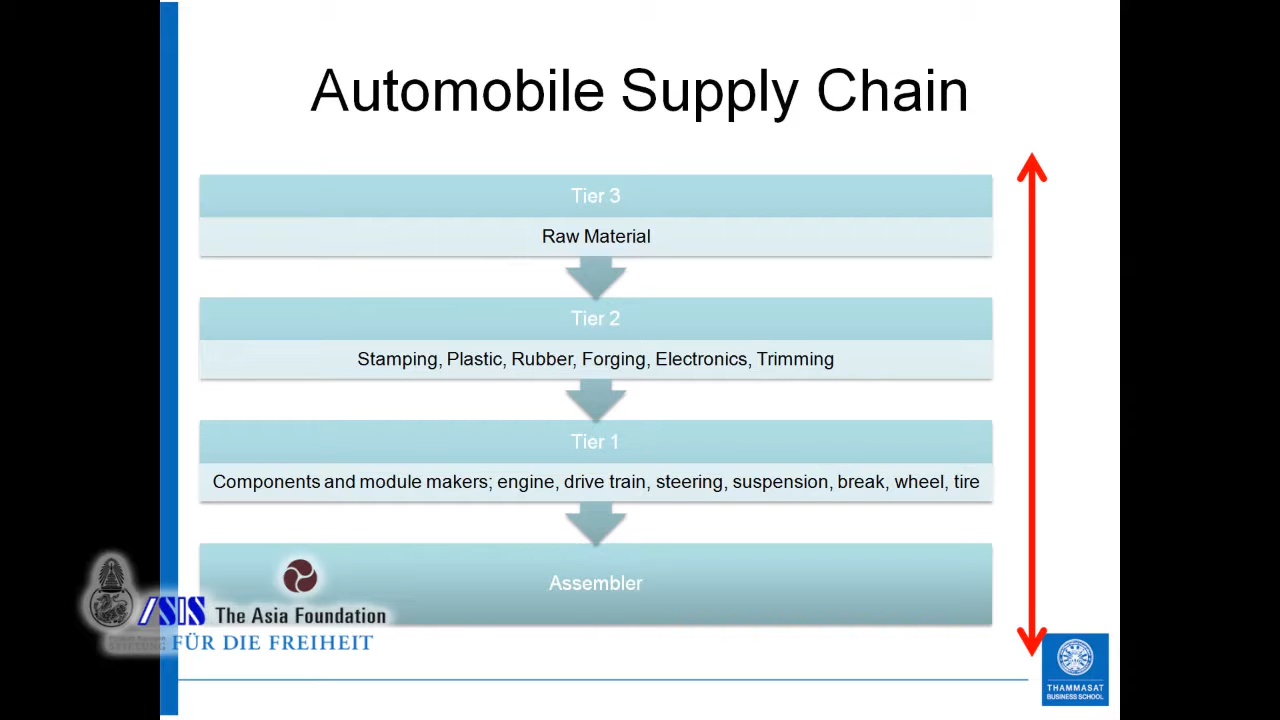 Automobile Supply Chain
Tier 3
Raw Material
Tier 2
Stamping, Plastic, Rubber, Forging, Electronics, Trimming
Tier 1
Components and module makers; engine, drive train, steering, suspension, break, wheel, tire
Assembler
ISIS The Asia Foundation
STIFTUNG FÜR DIE FREIHEIT
THAMMASAT
BUSINESS SCHOOL